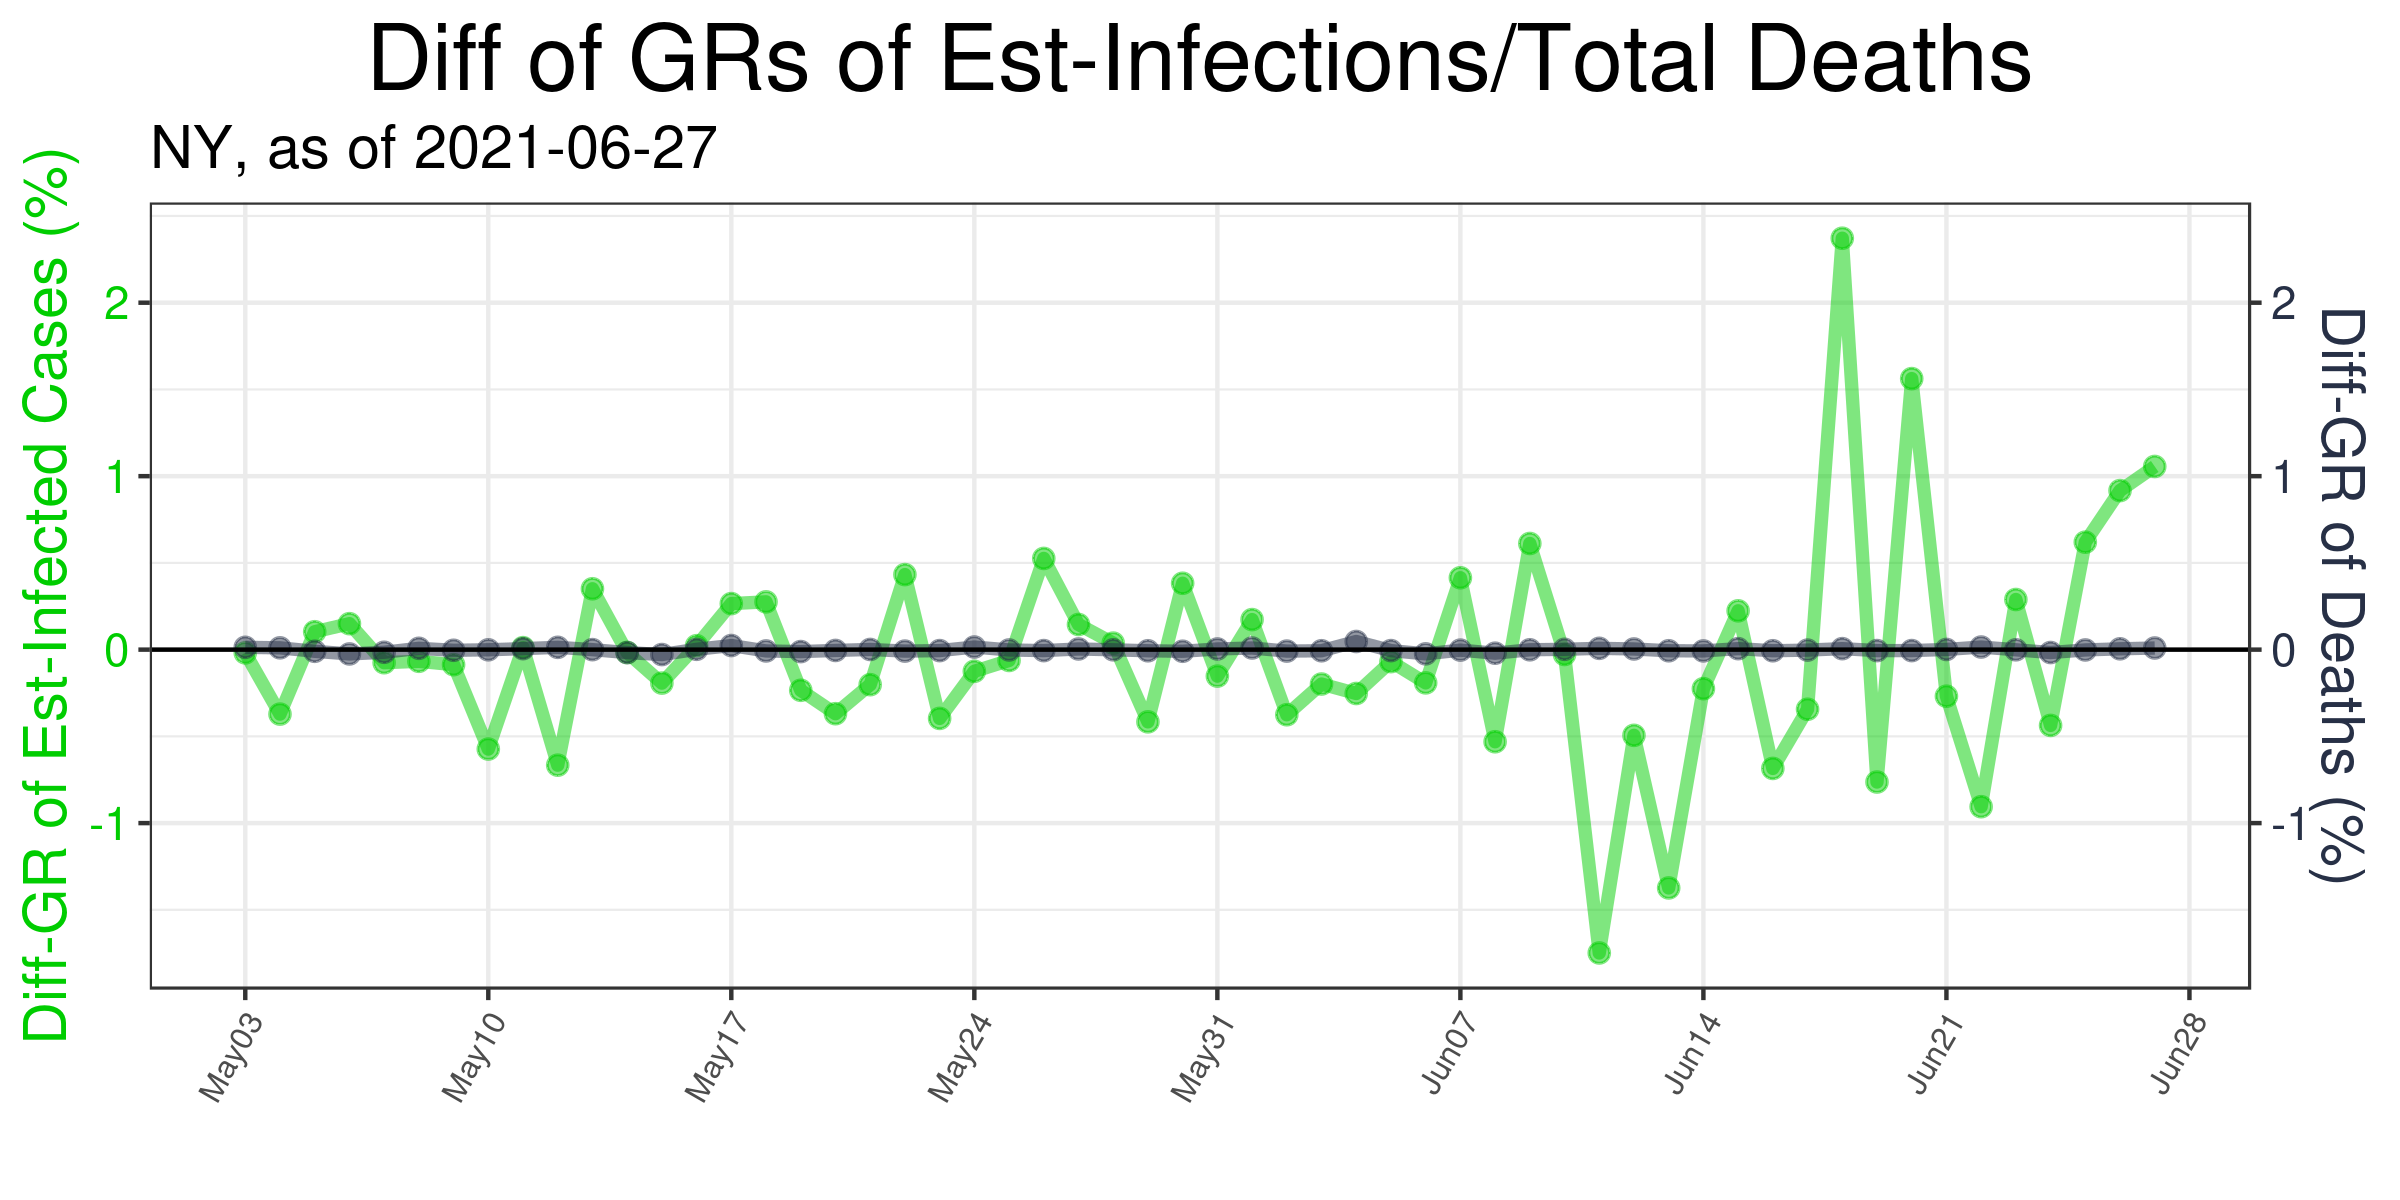 Diff of GRs of Est-Infections/Total Deaths
NY, as of 2021-06-27
Diff-GR of Est-Infected Cases (%)
2
1
0
-1
2
1
0
-1
Diff-GR of Deaths (%)
May03
May10
May17
May24
May31
Jun07
Jun14
Jun21
Jun28